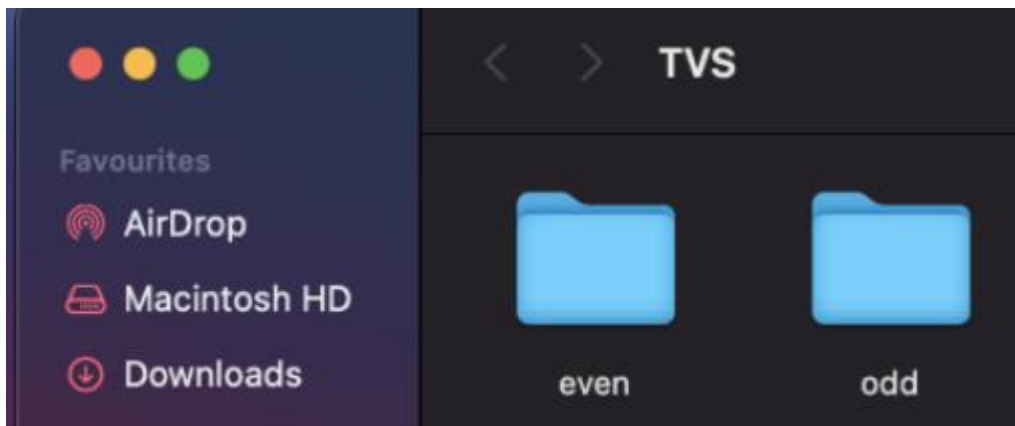 TVS
Favourites
AirDrop
Macintosh HD
Downloads
even
odd